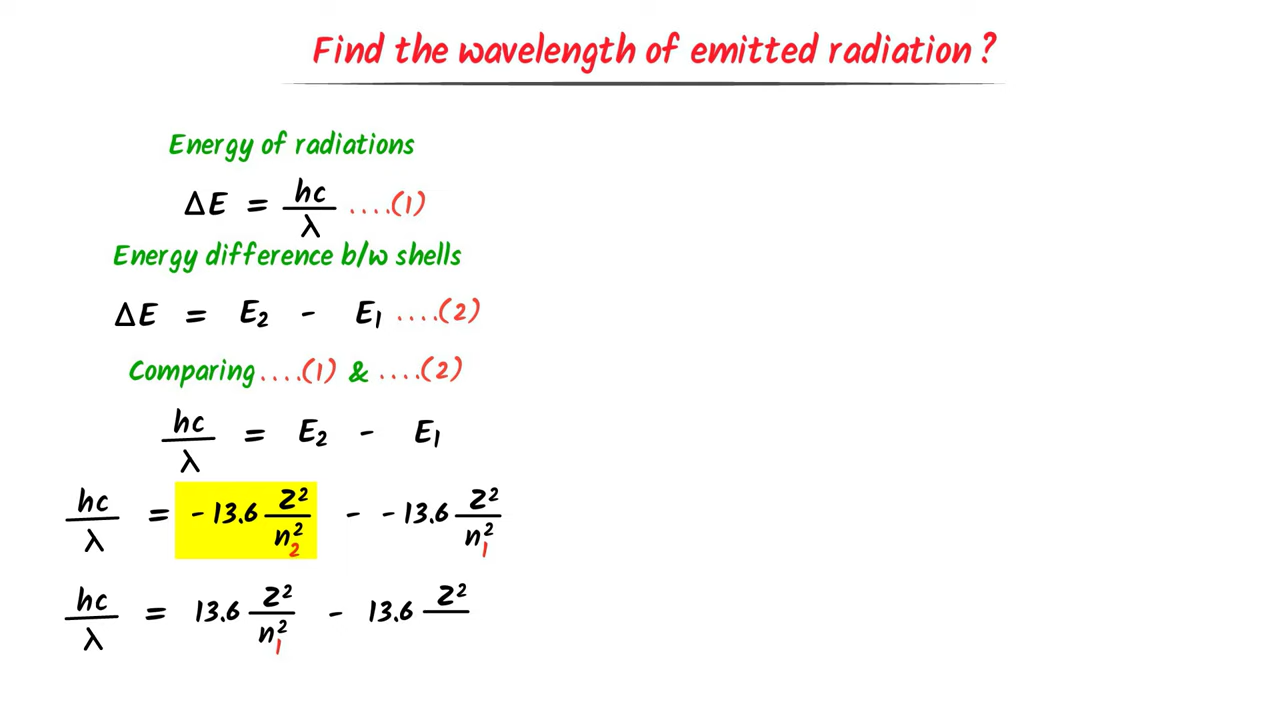 Find the wavelength of emitted radiation ?
Energy of radiations
ΔE = hc/λ ....(1)
Energy difference b/w shells
ΔE = E₂ - E₁ ....(2)
Comparing ....(1) & ....(2)
hc/λ = E₂ - E₁
hc/λ = - 13.6 Z²/n₂² - - 13.6 Z²/n₁²
hc/λ = 13.6 Z²/n₁² - 13.6 Z²/